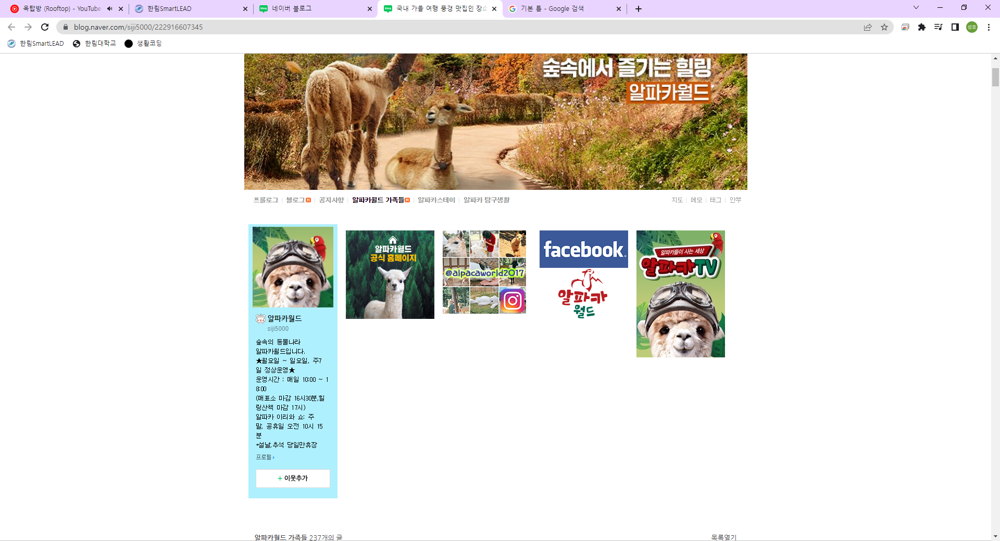 옥탑방 (Rooftop) - YouTube
한림SmartLEAD
네이버 블로그
국내 가을 여행 풍경 맛집인 장소
기본 틀 - Google 검색
blog.naver.com/siji5000/222916607345
성호
한림SmartLEAD
한림대학교
생활코딩
숲속에서 즐기는 힐링
알파카월드
프롤로그 블로그 공지사항 알파카월드 가족들 알파카스테이 알파카 탐구생활
지도 메모 태그 안부
알파카월드
siji5000
숲속의 동물나라
알파카월드입니다.
★월요일 ~ 일요일, 주7
일 정상운영★
운영시간 : 매일 10:00 ~ 1
8:00
(매표소 마감 16시30분,힐
링산책 마감 17시)
알파카 이리와 쇼: 주
말, 공휴일 오전 10시 15
분
*설날,추석 당일만휴장
프로필
+ 이웃추가
알파카월드
공식 홈페이지
@alpacaworld2017
facebook.
알파카
월드
알파카들이 사는 세상
알파카TV
알파카월드 가족들 237개의 글
목록열기